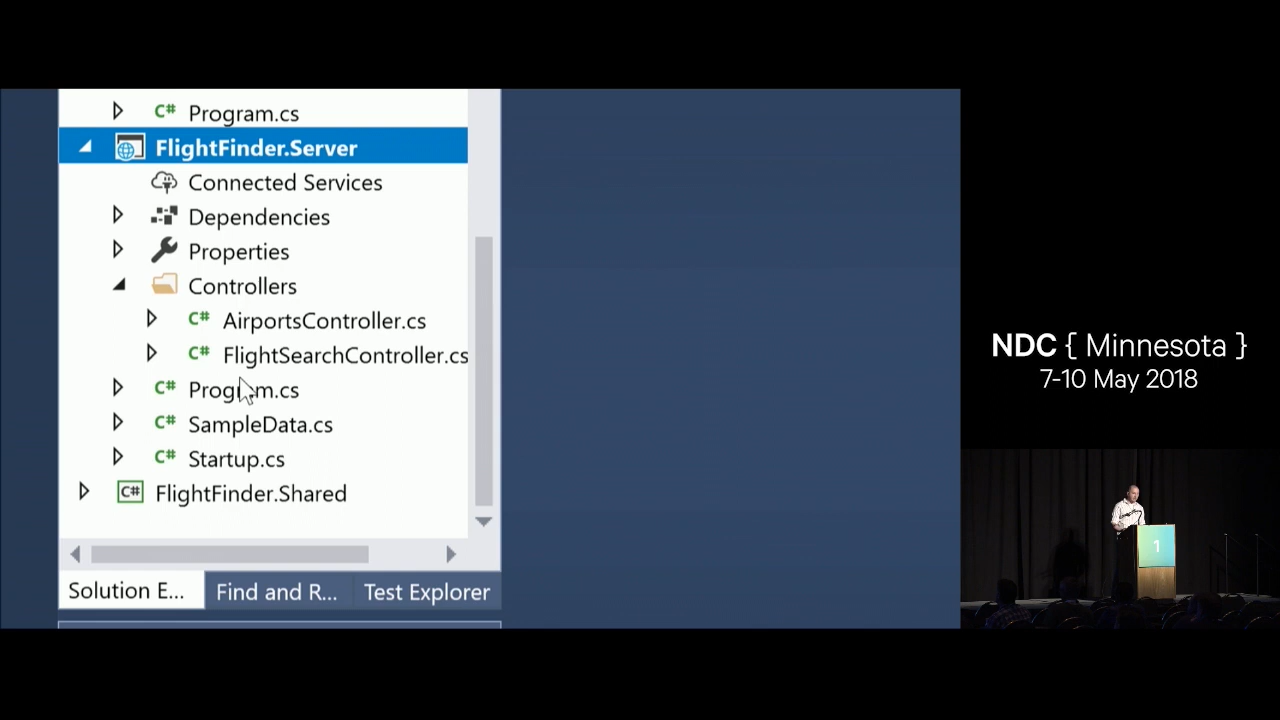 C# Program.cs
FlightFinder.Server
Connected Services
Dependencies
Properties
Controllers
C# AirportsController.cs
C# FlightSearchController.cs
C# Program.cs
C# SampleData.cs
C# Startup.cs
C# FlightFinder.Shared
Solution E... Find and R... Test Explorer
NDC { Minnesota }
7-10 May 2018
1